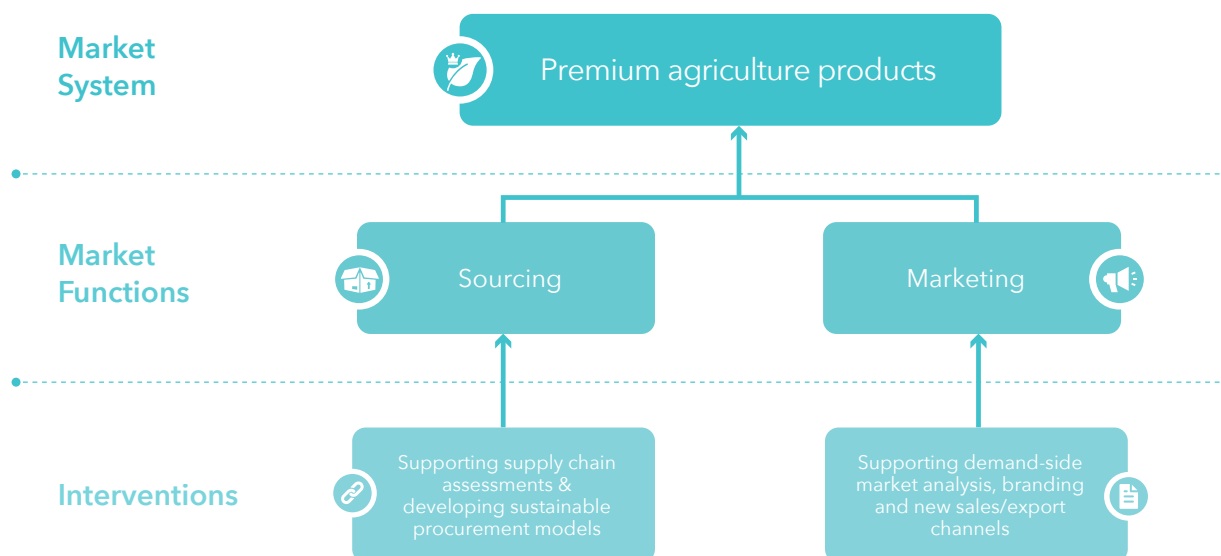 Market
System
Premium agriculture products
Market
Functions
Sourcing
Marketing
Interventions
Supporting supply chain
assessments &
developing sustainable
procurement models
Supporting demand-side
market analysis, branding
and new sales/export
channels